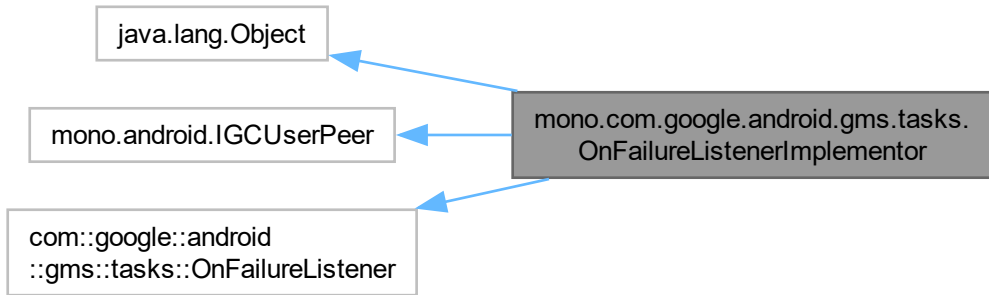 java.lang.Object
mono.android.IGCUserPeer
mono.com.google.android.gms.tasks.
OnFailureListenerImplementor
com::google::android
::gms::tasks::OnFailureListener